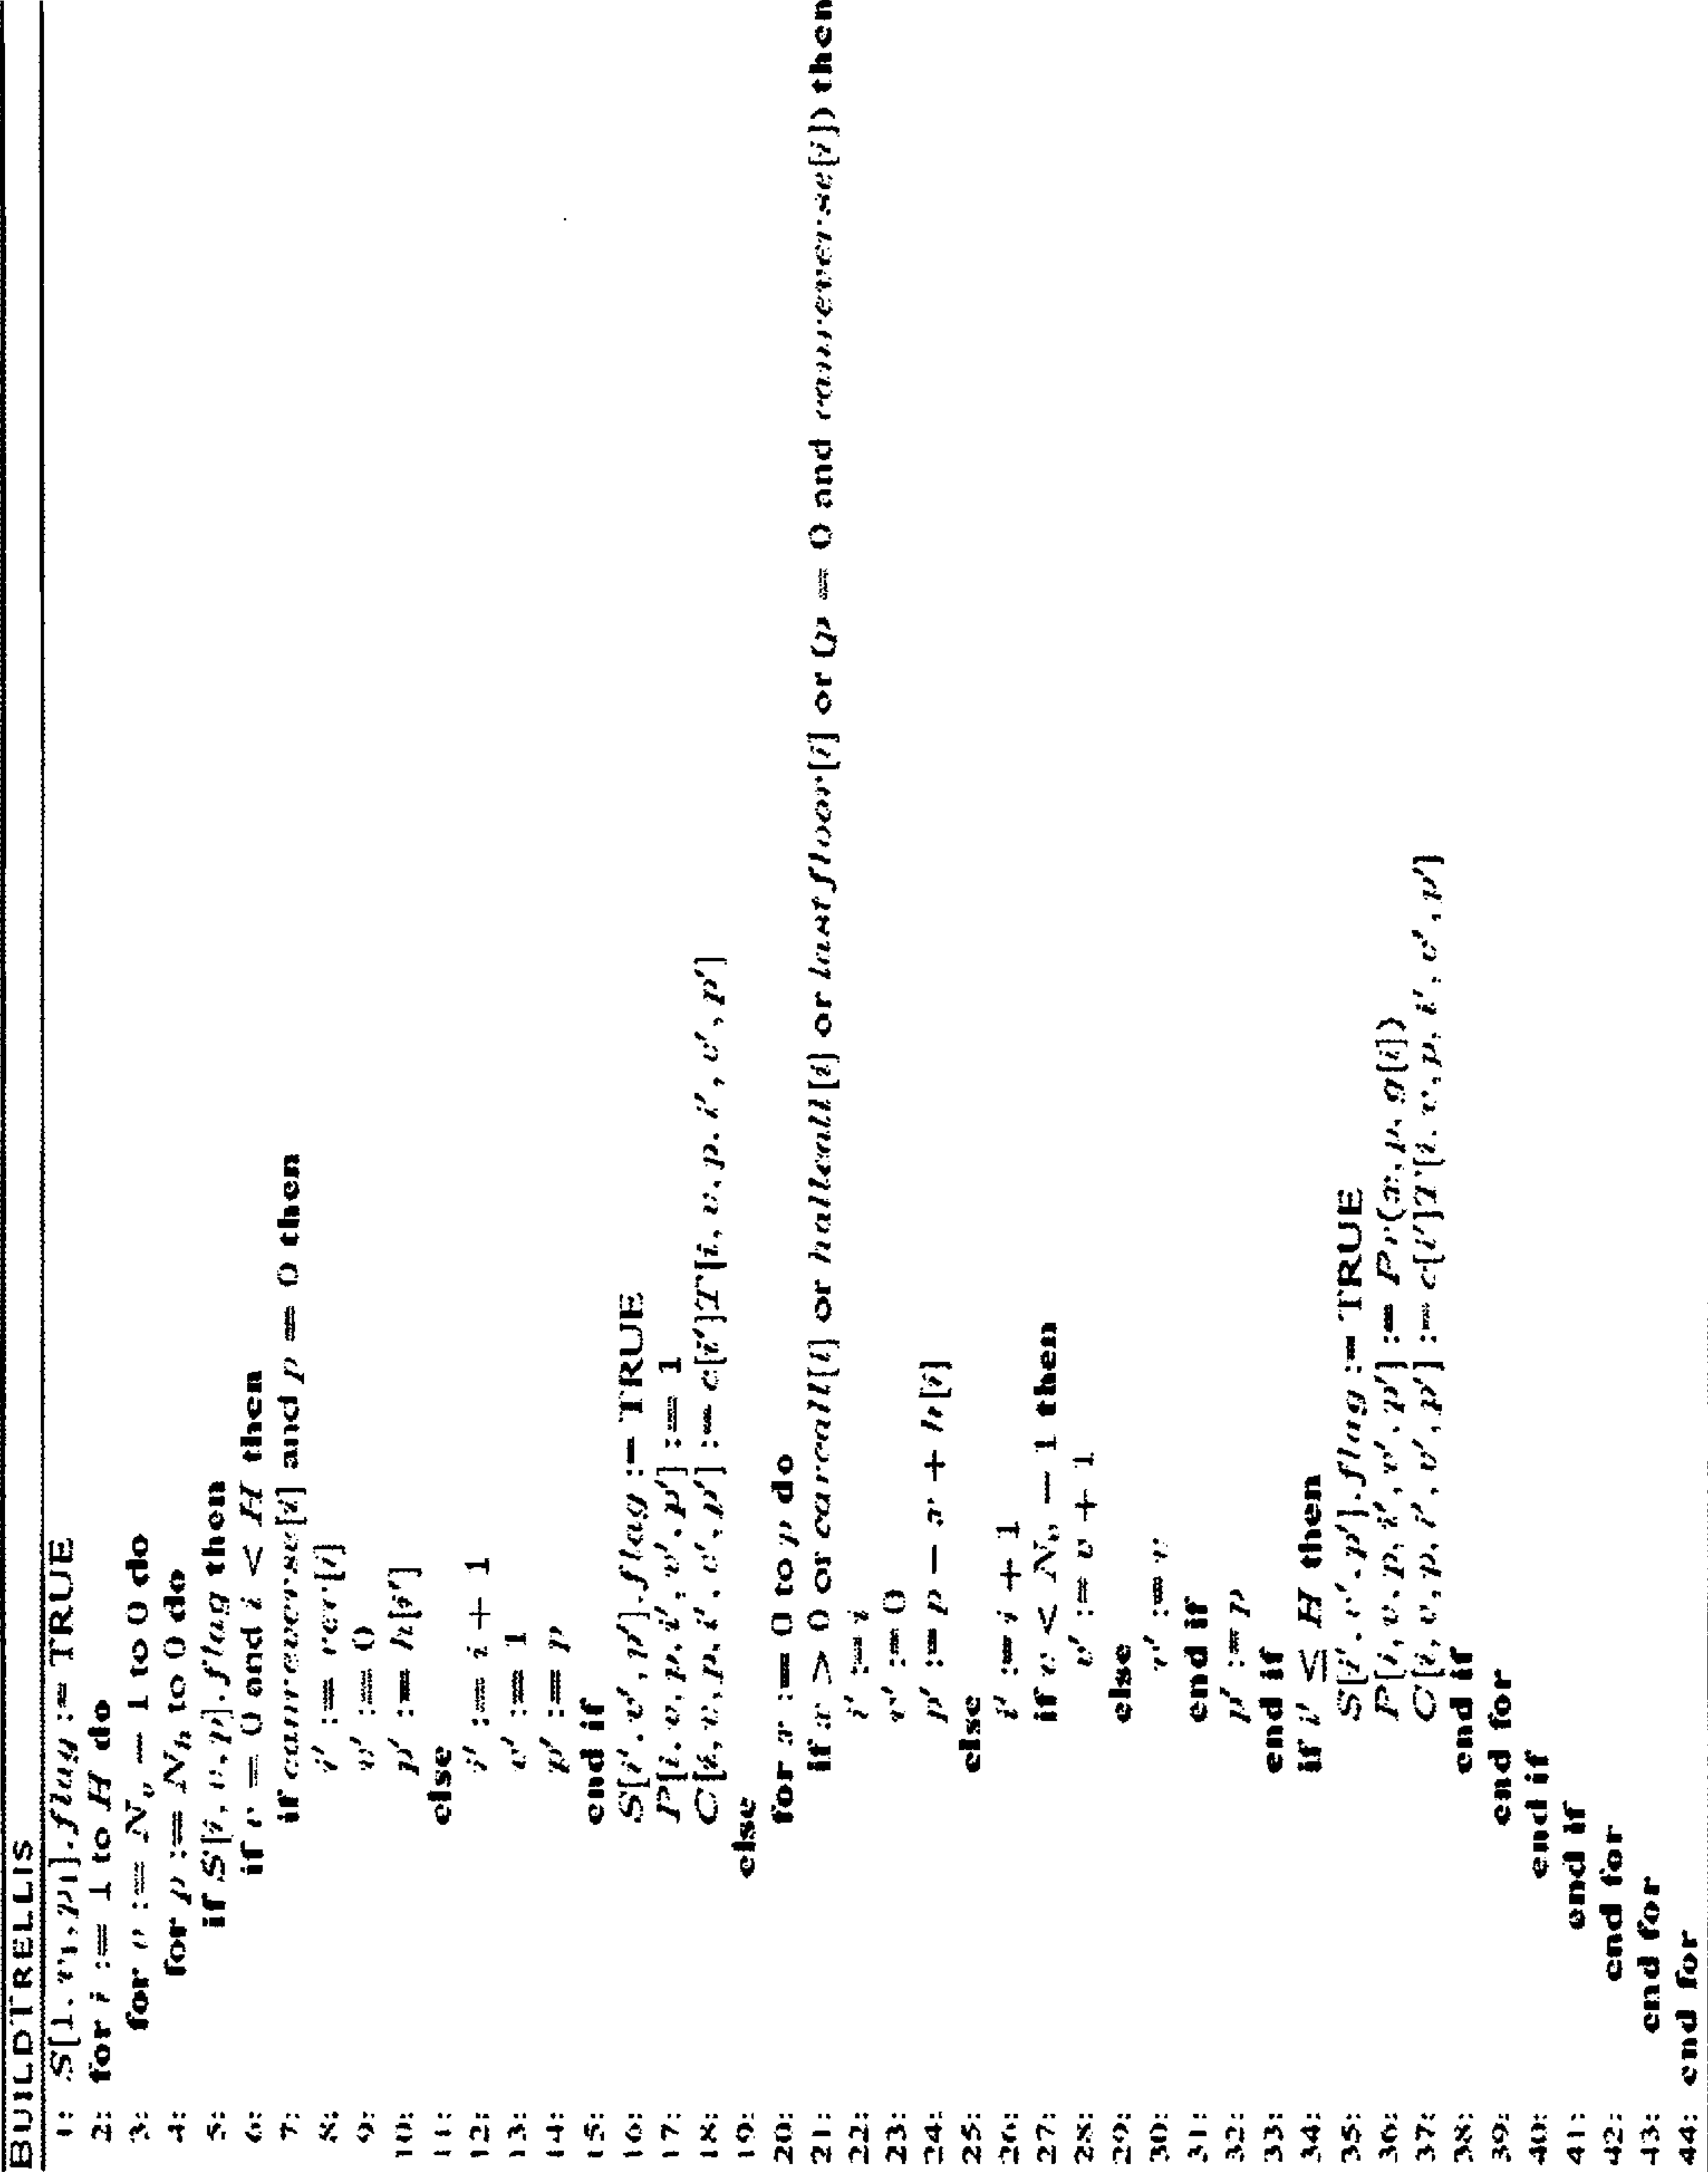 BUILDTRELLIS
1: S[1, v₁, p₁].flag := TRUE
2: for i := 1 to H do
3: for v := Nᵥ − 1 to 0 do
4: for p := Nₕ to 0 do
5: if S[i, v, p].flag then
6: if v = 0 and i < H then
7: if canreverse[i] and p = 0 then
8: i′ := rev[i]
9: v′ := 0
10: p′ := h[i′]
11: else
12: i′ := i + 1
13: v′ := 1
14: p′ := p
15: end if
16: S[i′, v′, p′].flag := TRUE
17: P[i, v, p, i′, v′, p′] := 1
18: C[i, v, p, i′, v′, p′] := c[i′]T[i, v, p, i′, v′, p′]
19: else
20: for x := 0 to p do
21: if x > 0 or carcall[i] or hallcall[i] or lastfloor[i] or (p = 0 and canreverse[i]) then
22: i′ := i
23: v′ := 0
24: p′ := p − x + h[i]
25: else
26: i′ := i + 1
27: if v < Nᵥ − 1 then
28: v′ := v + 1
29: else
30: v′ := v
31: end if
32: p′ := p
33: end if
34: if i′ ≤ H then
35: S[i′, v′, p′].flag := TRUE
36: P[i, v, p, i′, v′, p′] := Pr(x, p, g[i])
37: C[i, v, p, i′, v′, p′] := c[i′]T[i, v, p, i′, v′, p′]
38: end if
39: end for
40: end if
41: end if
42: end for
43: end for
44: end for